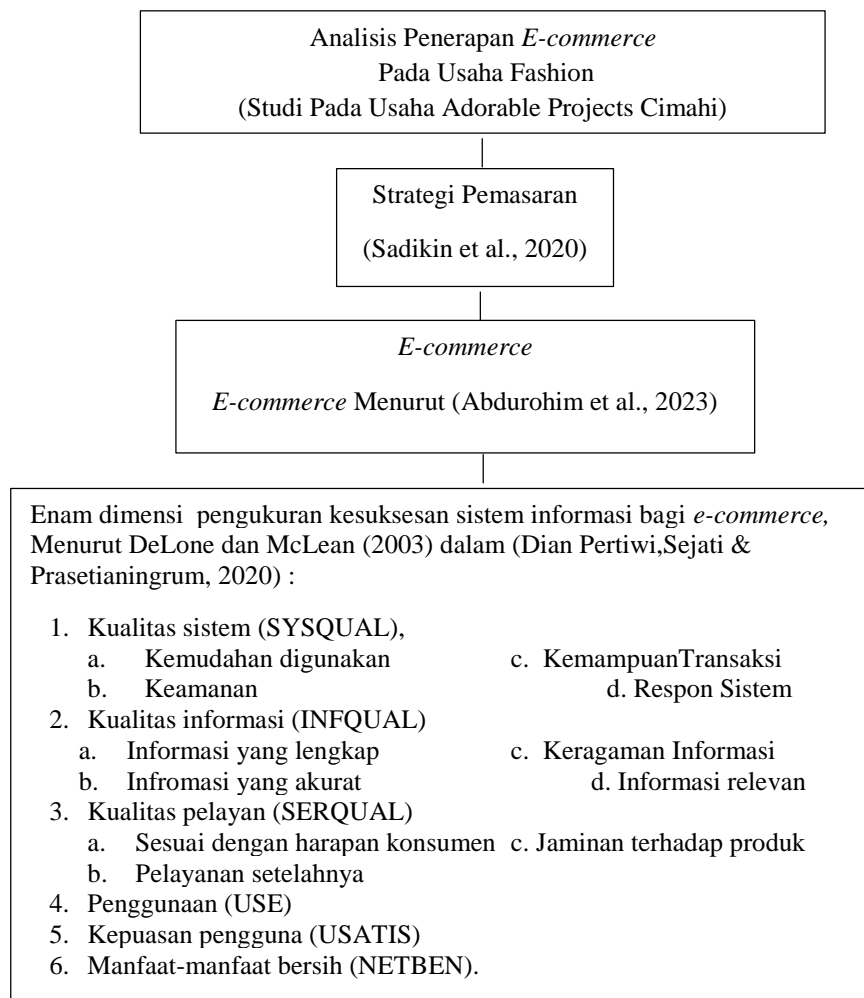 Analisis Penerapan E-commerce
Pada Usaha Fashion
(Studi Pada Usaha Adorable Projects Cimahi)
Strategi Pemasaran
(Sadikin et al., 2020)
E-commerce
E-commerce Menurut (Abdurohim et al., 2023)
Enam dimensi pengukuran kesuksesan sistem informasi bagi e-commerce,
Menurut DeLone dan McLean (2003) dalam (Dian Pertiwi,Sejati &
Prasetianingrum, 2020) :
1. Kualitas sistem (SYSQUAL),
a. Kemudahan digunakan c. KemampuanTransaksi
b. Keamanan d. Respon Sistem
2. Kualitas informasi (INFQUAL)
a. Informasi yang lengkap c. Keragaman Informasi
b. Infromasi yang akurat d. Informasi relevan
3. Kualitas pelayan (SERQUAL)
a. Sesuai dengan harapan konsumen c. Jaminan terhadap produk
b. Pelayanan setelahnya
4. Penggunaan (USE)
5. Kepuasan pengguna (USATIS)
6. Manfaat-manfaat bersih (NETBEN).